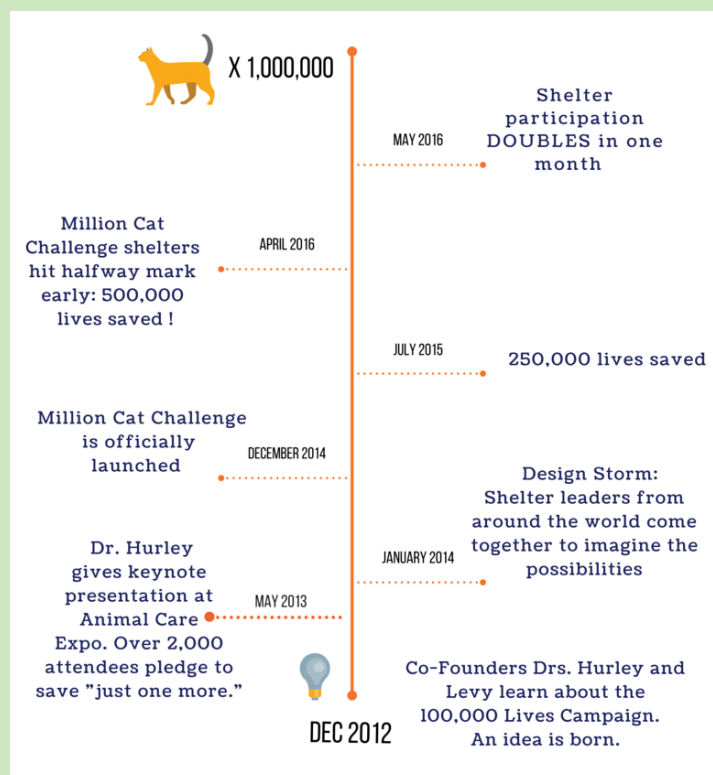 X 1,000,000
Shelter
participation
DOUBLES in one
month
MAY 2016
Million Cat
Challenge shelters
hit halfway mark
early: 500,000
lives saved !
APRIL 2016
JULY 2015
250,000 lives saved
Million Cat Challenge
is officially
launched
DECEMBER 2014
Design Storm:
Shelter leaders from
around the world come
together to imagine the
possibilities
JANUARY 2014
Dr. Hurley
gives keynote
presentation at
Animal Care
Expo. Over 2,000
attendees pledge to
save "just one more."
MAY 2013
Co-Founders Drs. Hurley and
Levy learn about the
100,000 Lives Campaign.
An idea is born.
DEC 2012